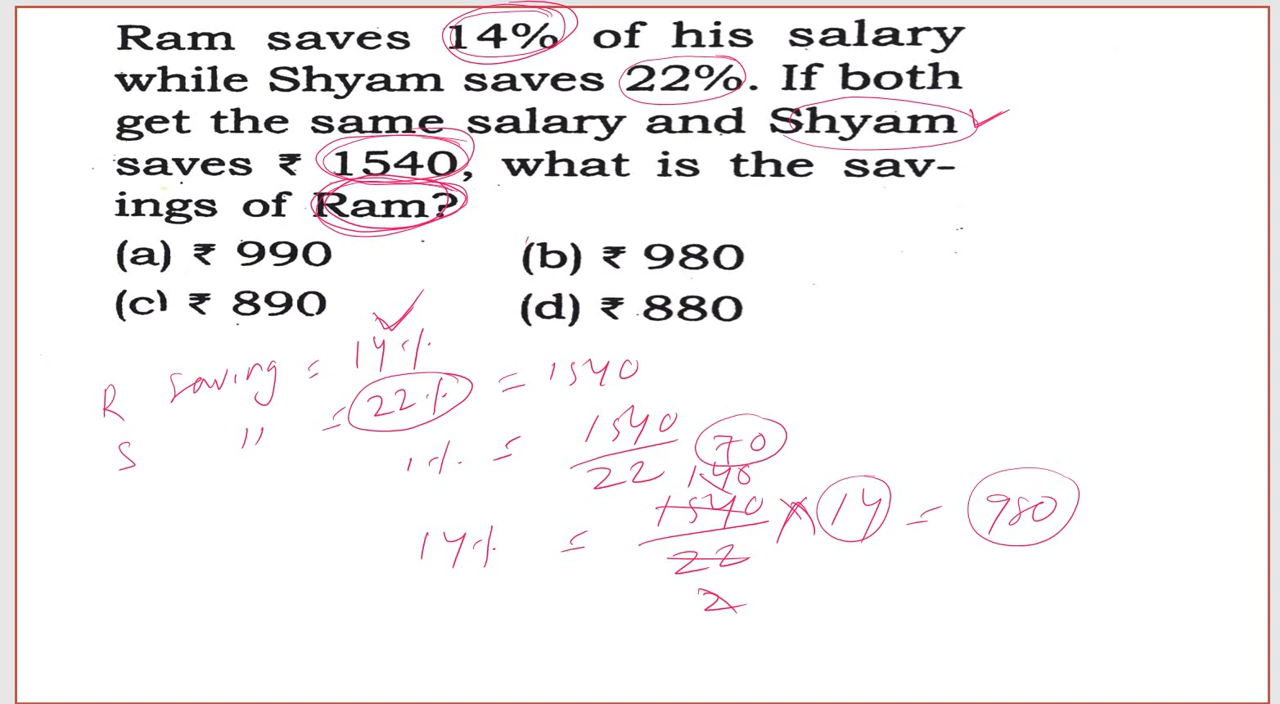 Ram saves 14% of his salary
while Shyam saves 22%. If both
get the same salary and Shyam
saves ₹ 1540, what is the sav-
ings of Ram?
(a) ₹ 990 (b) ₹ 980
(c) ₹ 890 (d) ₹ 880
R saving = 14% 
S " = 22% = 1540
1% = 1540/22 70
140
14% = 1540/22 × 14 = 980
2